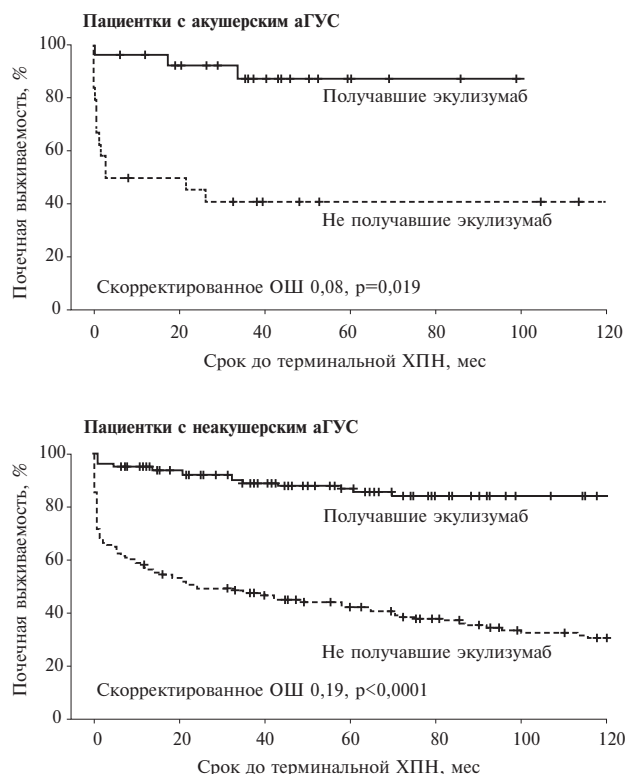 Пациентки с акушерским аГУС
Почечная выживаемость, %
100
80
60
40
20
0
Получавшие экулизумаб
Не получавшие экулизумаб
Скорректированное ОШ 0,08, p=0,019
0 20 40 60 80 100 120
Срок до терминальной ХПН, мес
Пациентки с неакушерским аГУС
Почечная выживаемость, %
100
80
60
40
20
0
Получавшие экулизумаб
Не получавшие экулизумаб
Скорректированное ОШ 0,19, p<0,0001
0 20 40 60 80 100 120
Срок до терминальной ХПН, мес